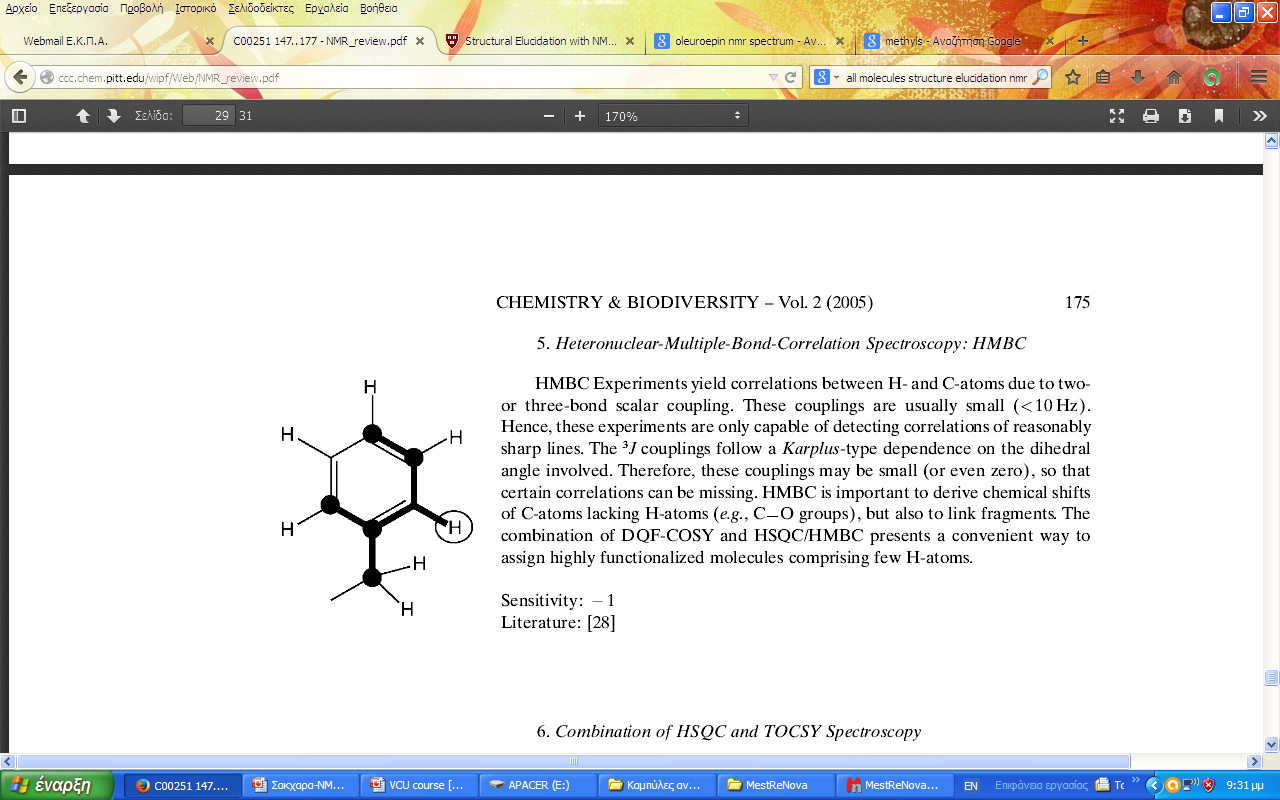 Αρχείο Επεξεργασία Προβολή Ιστορικό Σελιδοδείκτες Εργαλεία Βοήθεια
Webmail Ε.Κ.Π.Α.
C00251 147..177 - NMR_review.pdf
Structural Elucidation with NM...
oleuroepin nmr spectrum - Αν...
methyls - Αναζήτηση Google
ccc.chem.pitt.edu/wipf/Web/NMR_review.pdf
all molecules structure elucidation nmr
Σελίδα: 29 31
170%
CHEMISTRY & BIODIVERSITY – Vol. 2 (2005) 175
5. Heteronuclear-Multiple-Bond-Correlation Spectroscopy: HMBC
HMBC Experiments yield correlations between H- and C-atoms due to two-
or three-bond scalar coupling. These couplings are usually small (<10 Hz).
Hence, these experiments are only capable of detecting correlations of reasonably
sharp lines. The ³J couplings follow a Karplus-type dependence on the dihedral
angle involved. Therefore, these couplings may be small (or even zero), so that
certain correlations can be missing. HMBC is important to derive chemical shifts
of C-atoms lacking H-atoms (e.g., C=O groups), but also to link fragments. The
combination of DQF-COSY and HSQC/HMBC presents a convenient way to
assign highly functionalized molecules comprising few H-atoms.
Sensitivity: −1
Literature: [28]
H
H
H
H
H
H
H
6. Combination of HSQC and TOCSY Spectroscopy
έναρξη
C00251 147....
Σακχαρα-NM...
VCU course [...
APACER (E:)
Καμπύλες αν...
MestReNova
MestReNova...
EN
Επιφάνεια εργασίας
Το
9:31 μμ